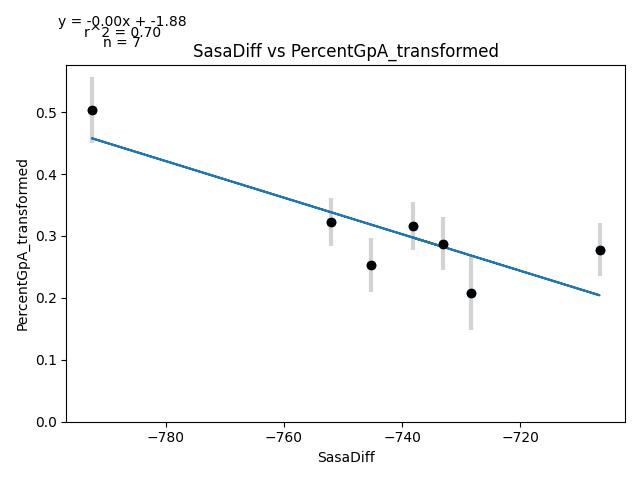 y = -0.00x + -1.88
r^2 = 0.70
n = 7
SasaDiff vs PercentGpA_transformed
0.5
0.4
0.3
0.2
0.1
0.0
PercentGpA_transformed
−780 −760 −740 −720
SasaDiff